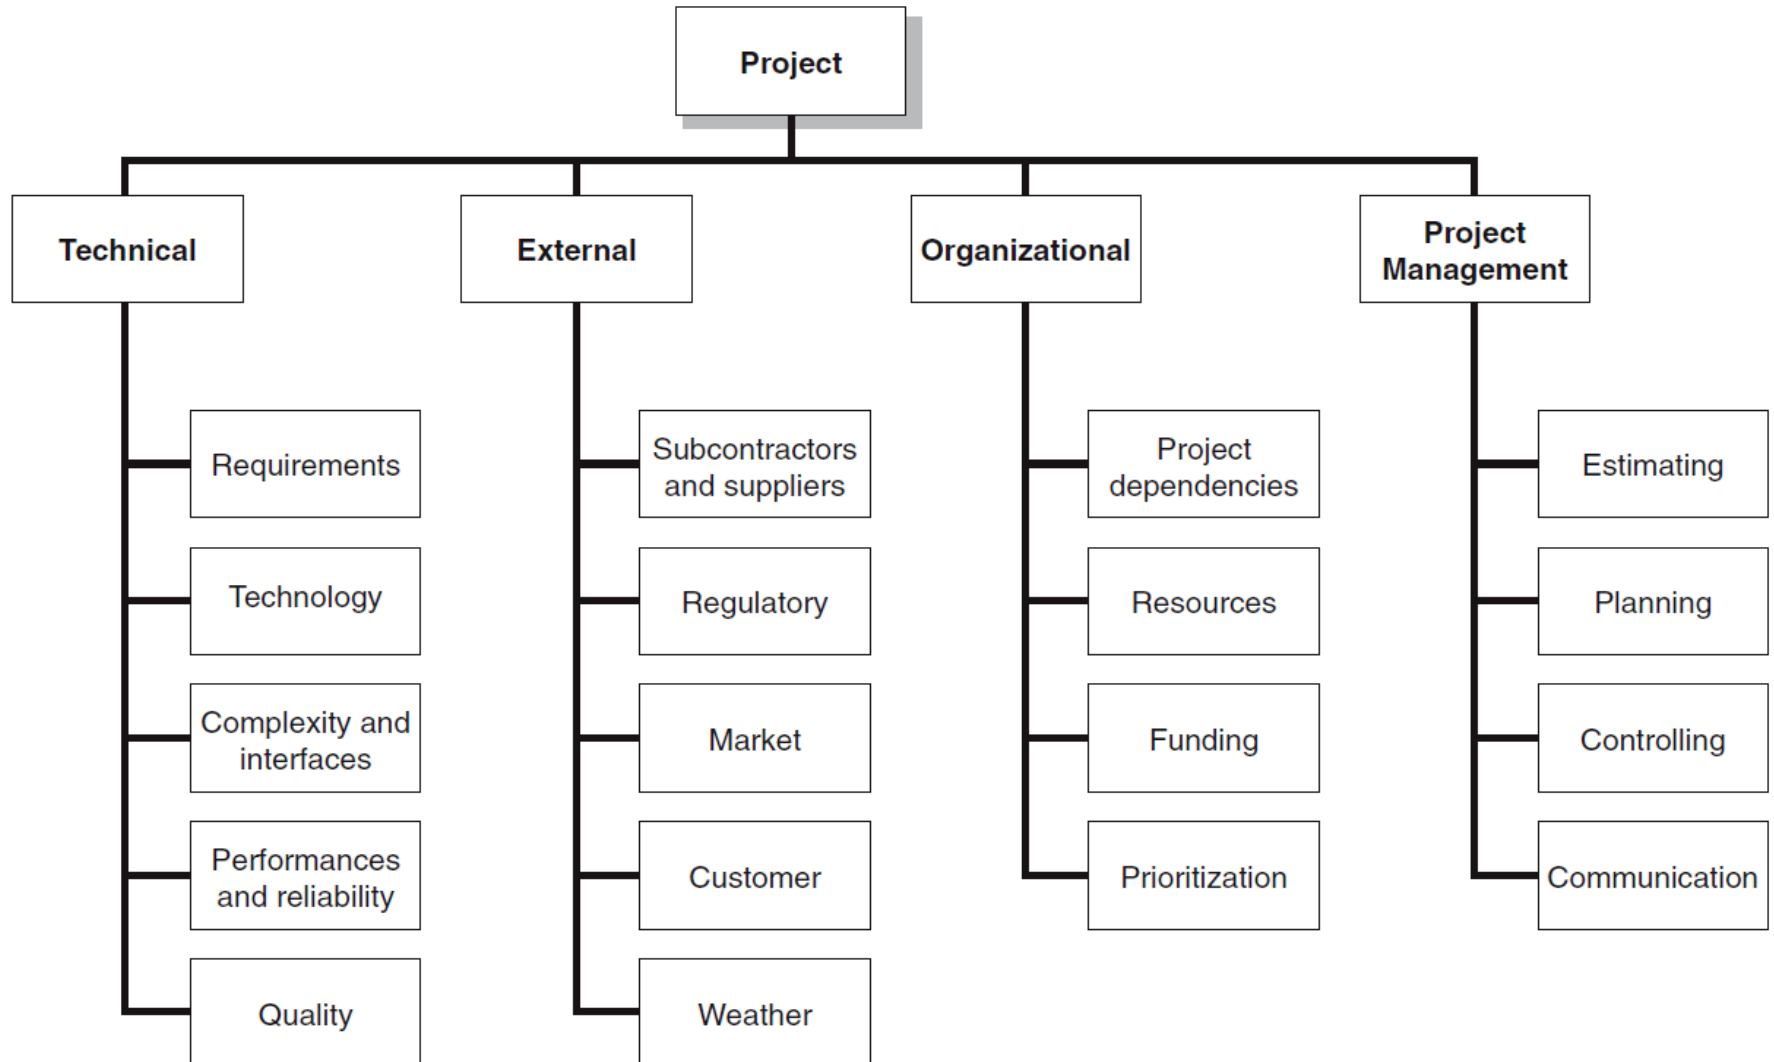 Project
Technical
External
Organizational
Project
Management
Requirements
Technology
Complexity and
interfaces
Performances
and reliability
Quality
Subcontractors
and suppliers
Regulatory
Market
Customer
Weather
Project
dependencies
Resources
Funding
Prioritization
Estimating
Planning
Controlling
Communication